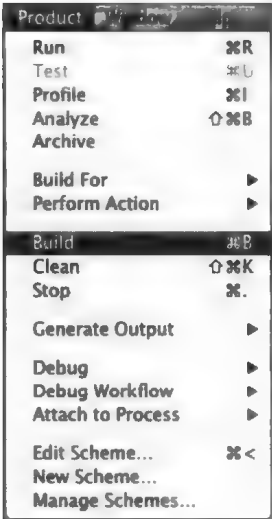 Product
Run ⌘R
Test ⌘U
Profile ⌘I
Analyze ⇧⌘B
Archive
Build For ▶
Perform Action ▶
Build ⌘B
Clean ⇧⌘K
Stop ⌘.
Generate Output ▶
Debug ▶
Debug Workflow ▶
Attach to Process ▶
Edit Scheme... ⌘<
New Scheme...
Manage Schemes...